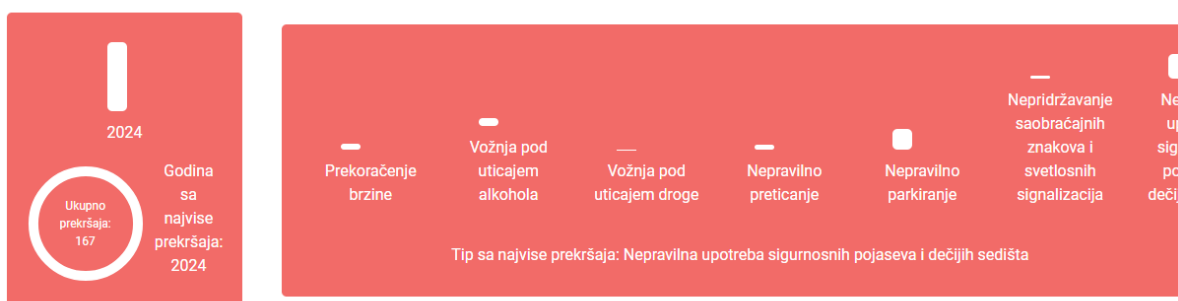 2024
Ukupno
prekršaja:
167
Godina
sa
najvise
prekršaja:
2024
Prekoračenje
brzine
Vožnja pod
uticajem
alkohola
Vožnja pod
uticajem droge
Nepravilno
preticanje
Nepravilno
parkiranje
Nepridržavanje
saobraćajnih
znakova i
svetlosnih
signalizacija
Tip sa najvise prekršaja: Nepravilna upotreba sigurnosnih pojaseva i dečijih sedišta